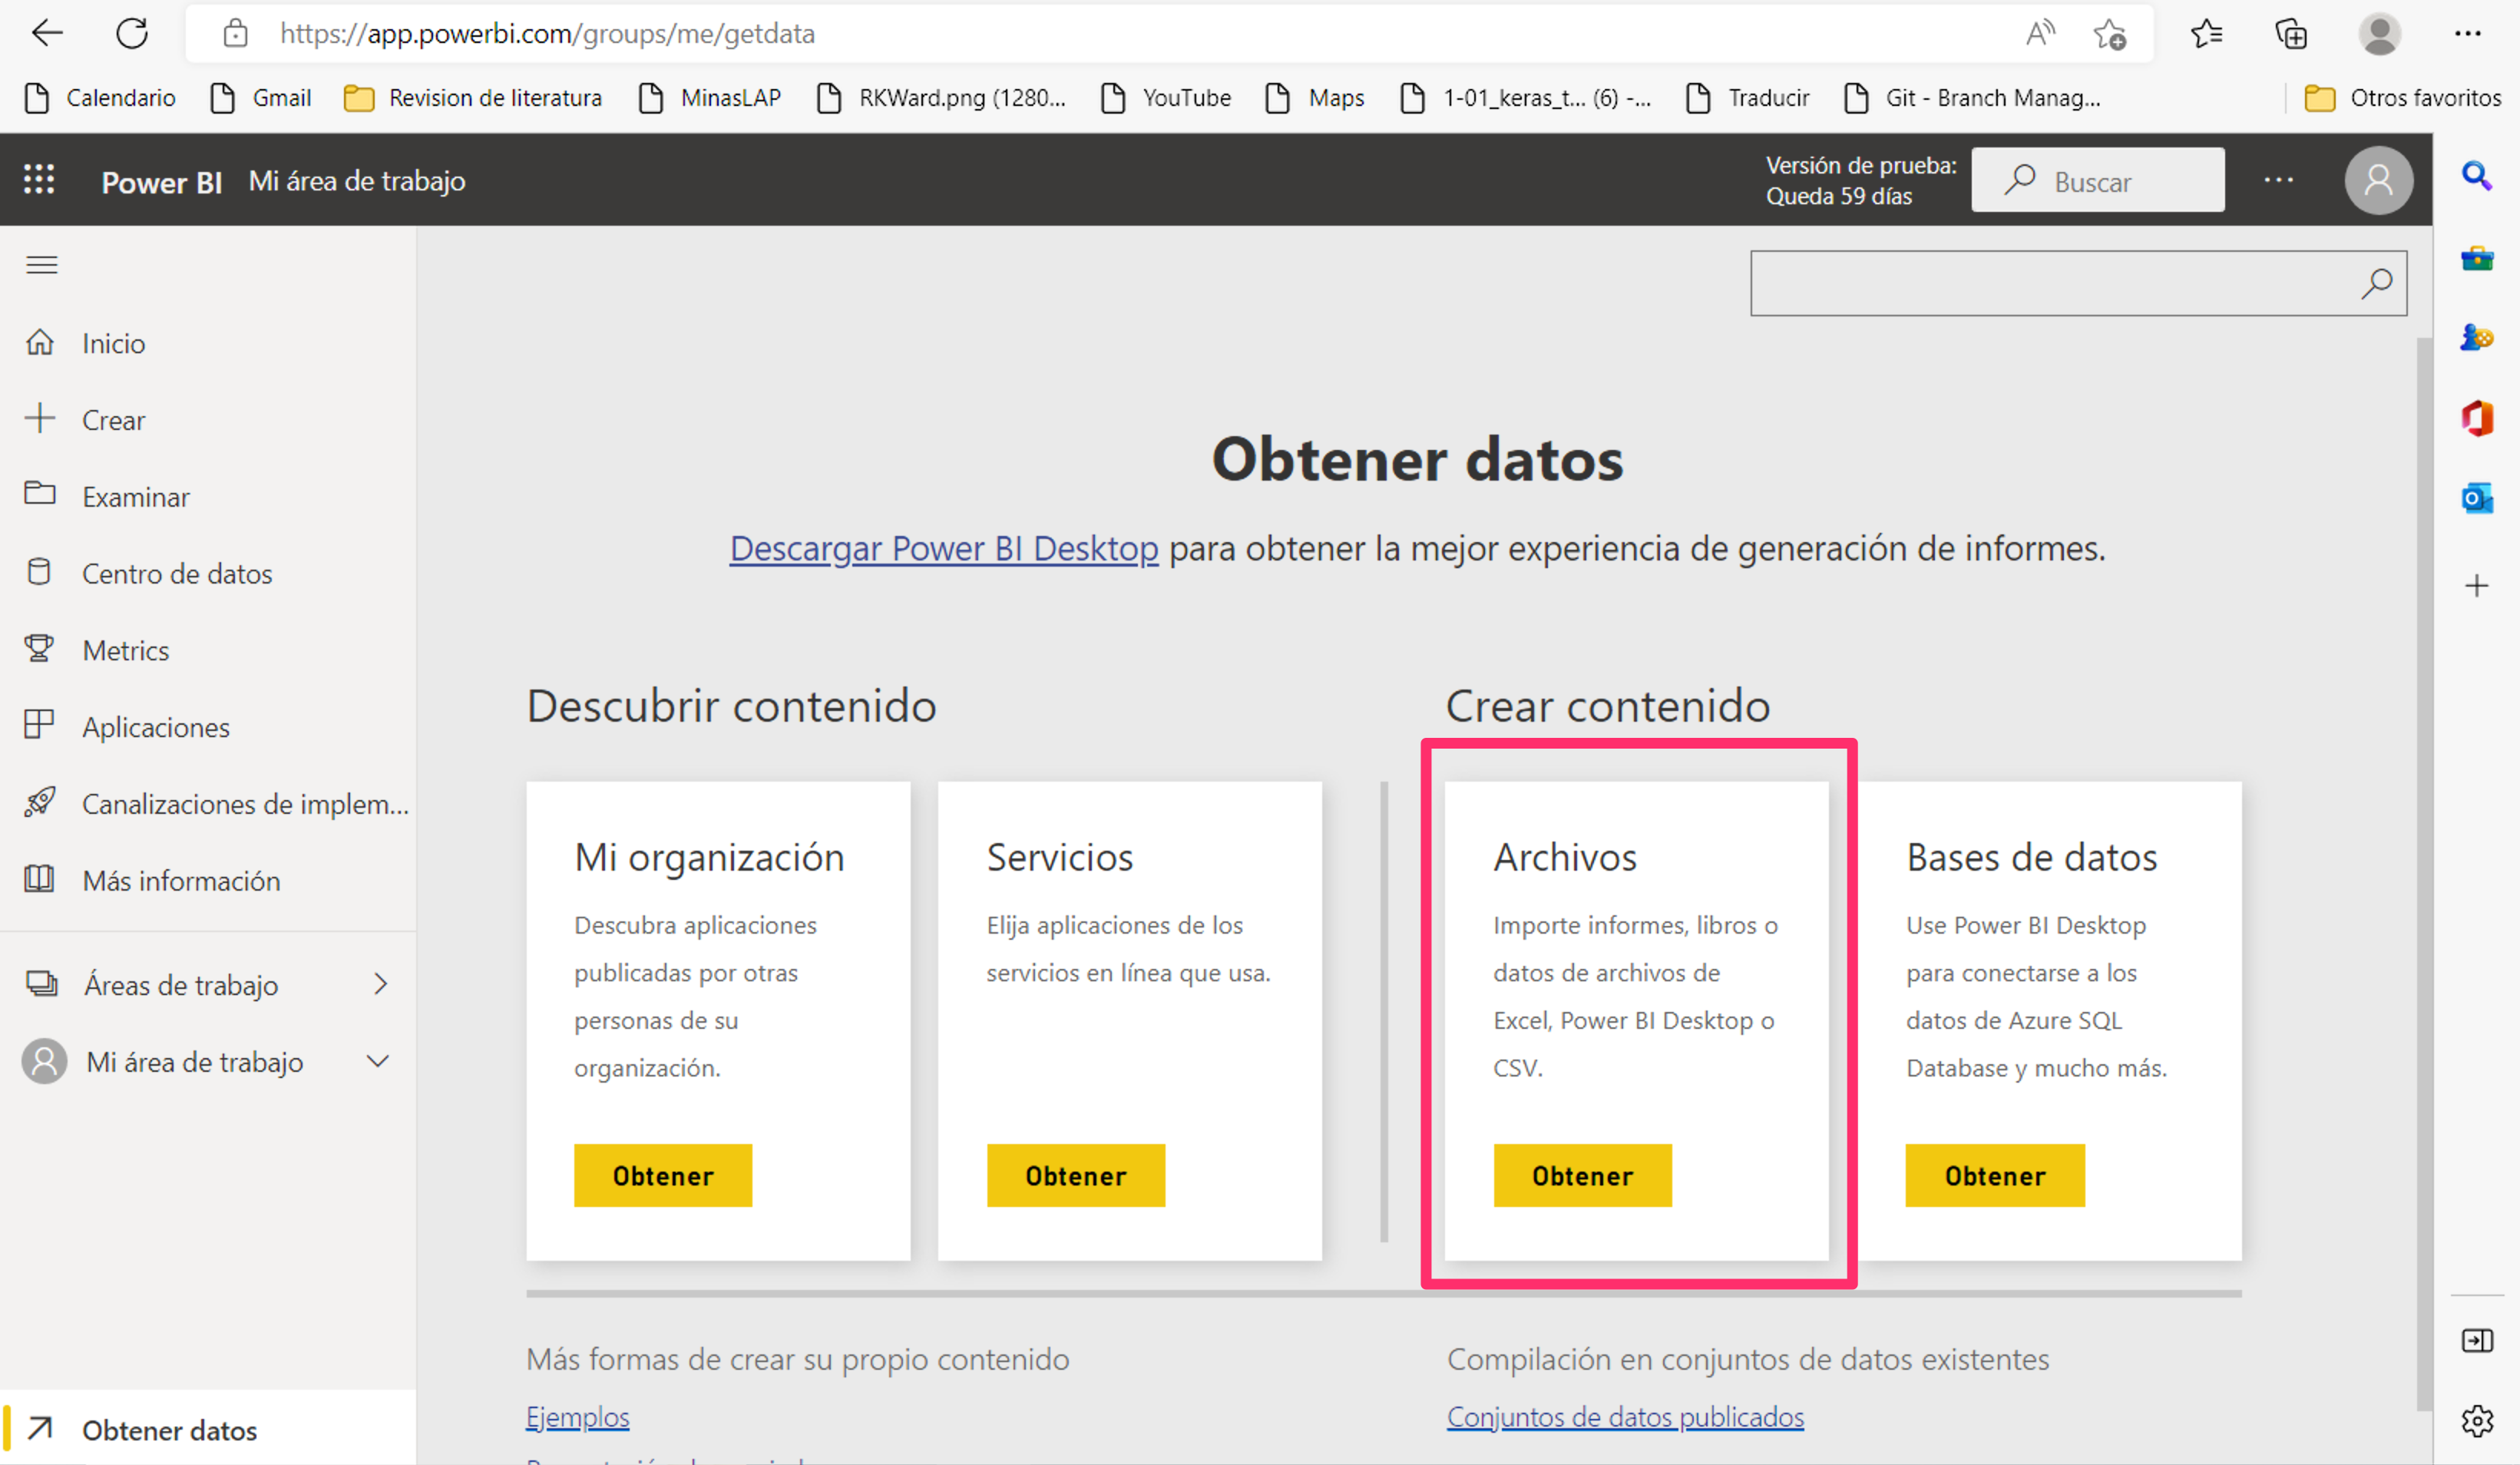 https://app.powerbi.com/groups/me/getdata
Calendario
Gmail
Revision de literatura
MinasLAP
RKWard.png (1280...
YouTube
Maps
1-01_keras_t... (6) -...
Traducir
Git - Branch Manag...
Otros favoritos
Power BI
Mi área de trabajo
Versión de prueba:
Queda 59 días
Buscar
Inicio
Crear
Examinar
Centro de datos
Metrics
Aplicaciones
Canalizaciones de implem...
Más información
Áreas de trabajo
Mi área de trabajo
Obtener datos
Obtener datos
Descargar Power BI Desktop para obtener la mejor experiencia de generación de informes.
Descubrir contenido
Mi organización
Descubra aplicaciones
publicadas por otras
personas de su
organización.
Obtener
Servicios
Elija aplicaciones de los
servicios en línea que usa.
Obtener
Crear contenido
Archivos
Importe informes, libros o
datos de archivos de
Excel, Power BI Desktop o
CSV.
Obtener
Bases de datos
Use Power BI Desktop
para conectarse a los
datos de Azure SQL
Database y mucho más.
Obtener
Más formas de crear su propio contenido
Ejemplos
Compilación en conjuntos de datos existentes
Conjuntos de datos publicados